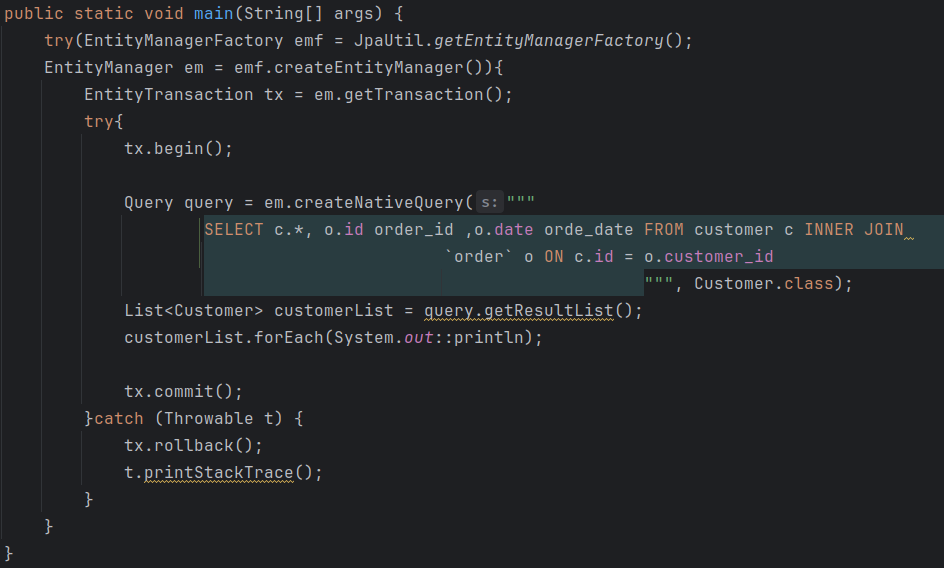 public static void main(String[] args) {
try(EntityManagerFactory emf = JpaUtil.getEntityManagerFactory();
EntityManager em = emf.createEntityManager()){
EntityTransaction tx = em.getTransaction();
try{
tx.begin();
Query query = em.createNativeQuery( s: """
SELECT c.*, o.id order_id ,o.date orde_date FROM customer c INNER JOIN
`order` o ON c.id = o.customer_id
""", Customer.class);
List<Customer> customerList = query.getResultList();
customerList.forEach(System.out::println);
tx.commit();
}catch (Throwable t) {
tx.rollback();
t.printStackTrace();
}
}
}